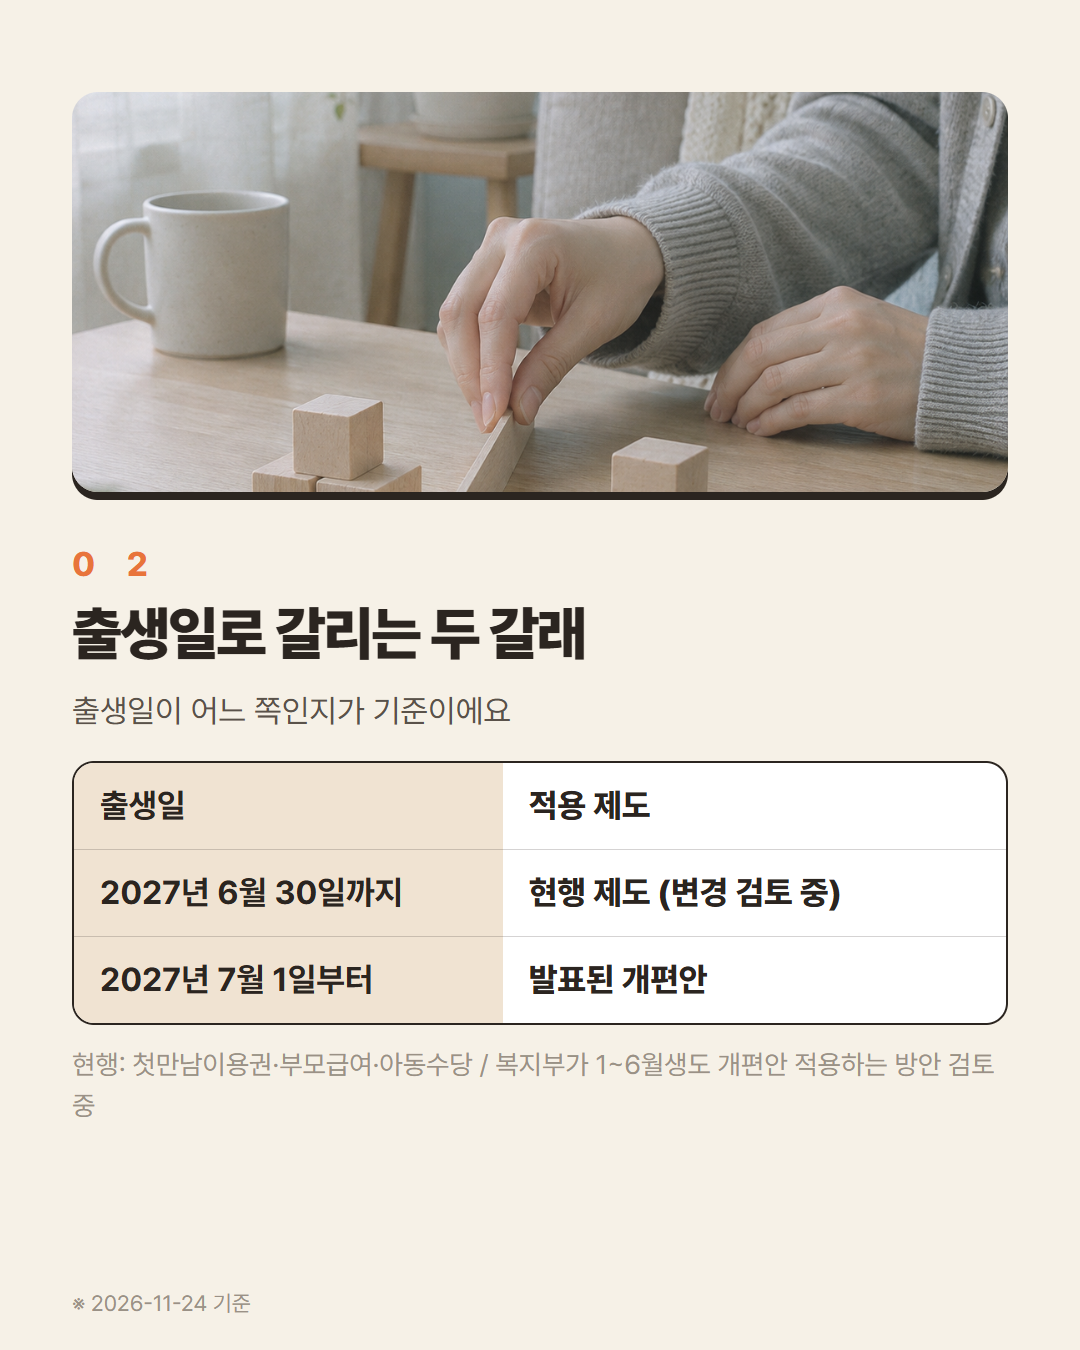 0 2
출생일로 갈리는 두 갈래
출생일이 어느 쪽인지가 기준이에요
출생일 적용 제도
2027년 6월 30일까지 현행 제도 (변경 검토 중)
2027년 7월 1일부터 발표된 개편안
현행: 첫만남이용권·부모급여·아동수당 / 복지부가 1~6월생도 개편안 적용하는 방안 검토
중
※ 2026-11-24 기준